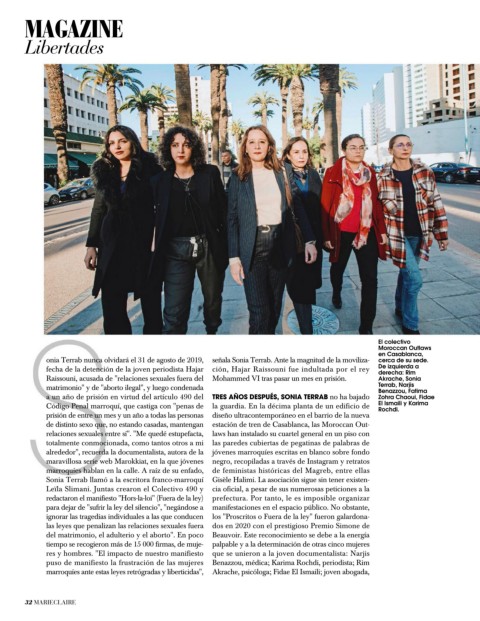 MAGAZINE
Libertades
El colectivo
Moroccan Outlaws
en Casablanca,
cerca de su sede.
De izquierda a
derecha: Rim
Akrache, Sonia
Terrab, Narjis
Benazzou, Fatima
Zohra Chaoui, Fidae
El Ismaili y Karima
Rochdi.
Sonia Terrab nunca olvidará el 31 de agosto de 2019,
fecha de la detención de la joven periodista Hajar
Raissouni, acusada de "relaciones sexuales fuera del
matrimonio" y de "aborto ilegal", y luego condenada
a un año de prisión en virtud del artículo 490 del
Código Penal marroquí, que castiga con "penas de
prisión de entre un mes y un año a todas las personas
de distinto sexo que, no estando casadas, mantengan
relaciones sexuales entre sí". "Me quedé estupefacta,
totalmente conmocionada, como tantos otros a mi
alrededor", recuerda la documentalista, autora de la
maravillosa serie web Marokkiat, en la que jóvenes
marroquíes hablan en la calle. A raíz de su enfado,
Sonia Terrab llamó a la escritora franco-marroquí
Leïla Slimani. Juntas crearon el Colectivo 490 y
redactaron el manifiesto "Hors-la-loi" (Fuera de la ley)
para dejar de "sufrir la ley del silencio", "negándose a
ignorar las tragedias individuales a las que conducen
las leyes que penalizan las relaciones sexuales fuera
del matrimonio, el adulterio y el aborto". En poco
tiempo se recogieron más de 15 000 firmas, de muje-
res y hombres. "El impacto de nuestro manifiesto
puso de manifiesto la frustración de las mujeres
marroquíes ante estas leyes retrógradas y liberticidas",
señala Sonia Terrab. Ante la magnitud de la moviliza-
ción, Hajar Raissouni fue indultada por el rey
Mohammed VI tras pasar un mes en prisión.
TRES AÑOS DESPUÉS, SONIA TERRAB no ha bajado
la guardia. En la décima planta de un edificio de
diseño ultracontemporáneo en el barrio de la nueva
estación de tren de Casablanca, las Moroccan Out-
laws han instalado su cuartel general en un piso con
las paredes cubiertas de pegatinas de palabras de
jóvenes marroquíes escritas en blanco sobre fondo
negro, recopiladas a través de Instagram y retratos
de feministas históricas del Magreb, entre ellas
Gisèle Halimi. La asociación sigue sin tener existen-
cia oficial, a pesar de sus numerosas peticiones a la
prefectura. Por tanto, le es imposible organizar
manifestaciones en el espacio público. No obstante,
los "Proscritos o Fuera de la ley" fueron galardona-
dos en 2020 con el prestigioso Premio Simone de
Beauvoir. Este reconocimiento se debe a la energía
palpable y a la determinación de otras cinco mujeres
que se unieron a la joven documentalista: Narjis
Benazzou, médica; Karima Rochdi, periodista; Rim
Akrache, psicóloga; Fidae El Ismaili; joven abogada,
32 MARIECLAIRE